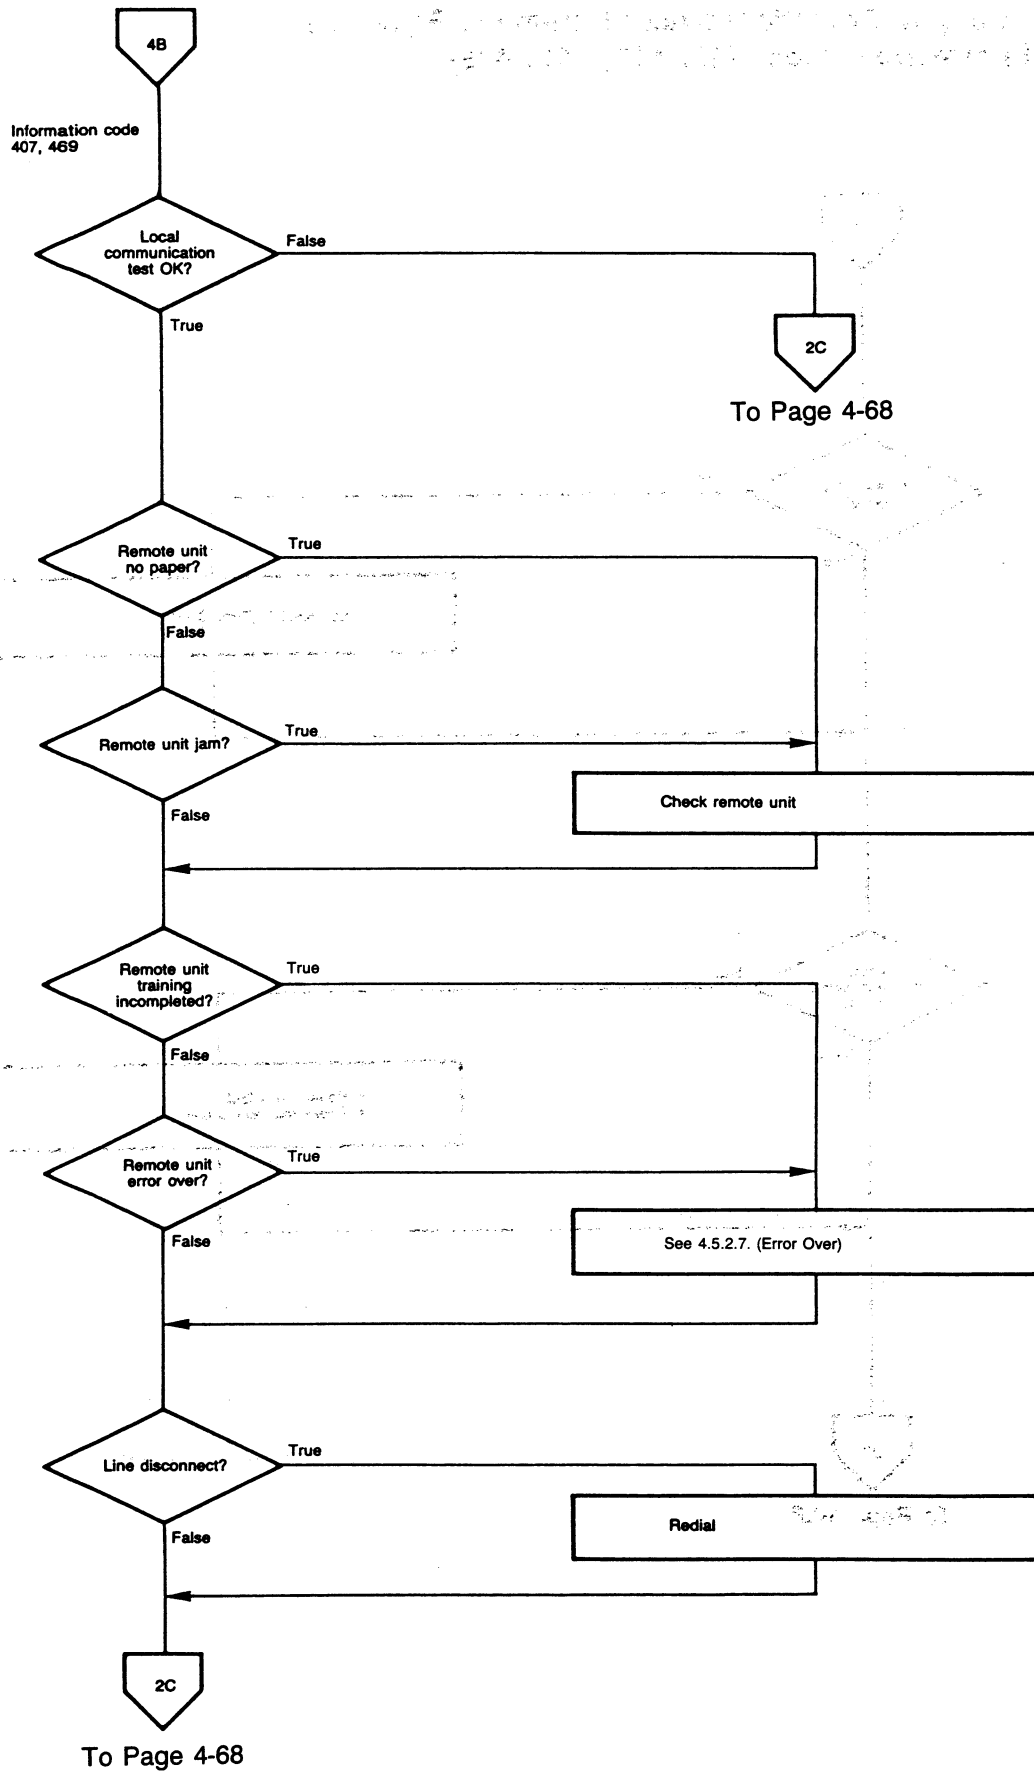 4B
Information code
407, 469
Local
communication
test OK?
False
True
2C
To Page 4-68
Remote unit
no paper?
True
False
Remote unit jam?
True
False
Check remote unit
Remote unit
training
incompleted?
True
False
Remote unit
error over?
True
False
See 4.5.2.7. (Error Over)
Line disconnect?
True
False
Redial
2C
To Page 4-68